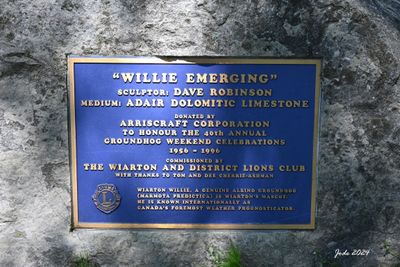 "WILLIE EMERGING"
SCULPTOR: DAVE ROBINSON
MEDIUM: ADAIR DOLOMITIC LIMESTONE
DONATED BY
ARRISCRAFT CORPORATION
TO HONOUR THE 40th ANNUAL
GROUNDHOG WEEKEND CELEBRATIONS
1956 - 1996
COMMISSIONED BY
THE WIARTON AND DISTRICT LIONS CLUB
WITH THANKS TO TOM AND DEE CHERRIE-ASHMAN
WIARTON WILLIE, A GENUINE ALBINO GROUNDHOG
(MARMOTA PREDICTICA) IS WIARTON'S MASCOT.
HE IS KNOWN INTERNATIONALLY AS
CANADA'S FOREMOST WEATHER PROGNOSTICATOR.
L
Jode 2024